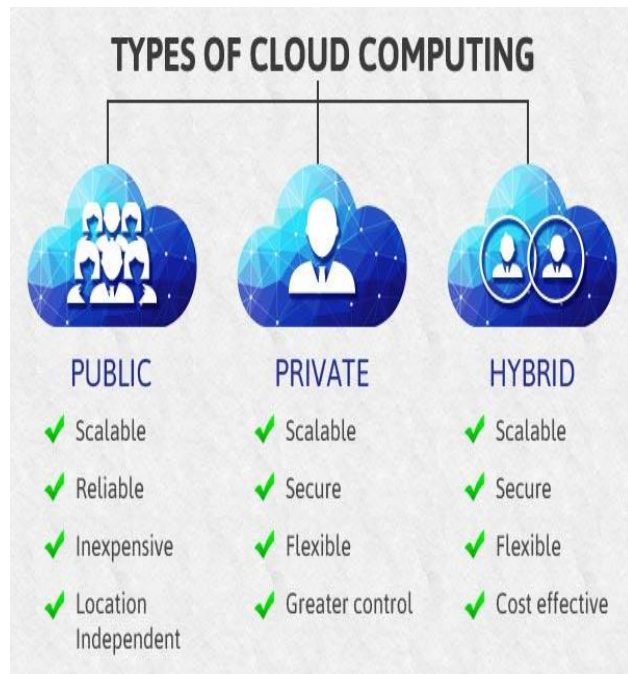 TYPES OF CLOUD COMPUTING
PUBLIC
Scalable
Reliable
Inexpensive
Location
Independent
PRIVATE
Scalable
Secure
Flexible
Greater control
HYBRID
Scalable
Secure
Flexible
Cost effective